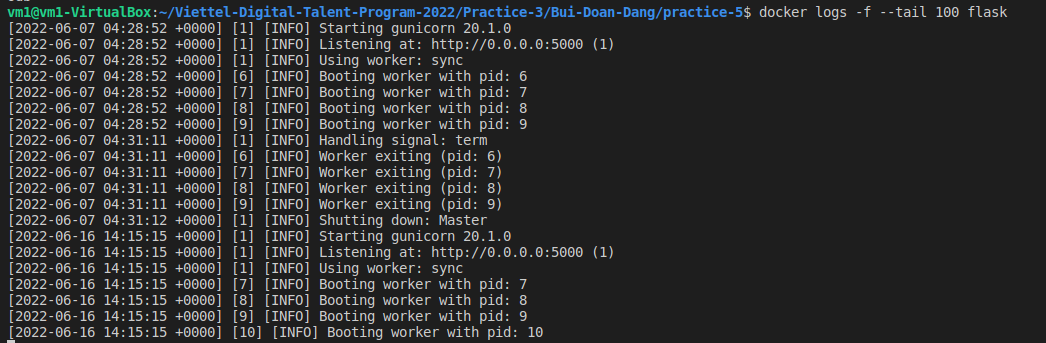 vm1@vm1-VirtualBox:~/Viettel-Digital-Talent-Program-2022/Practice-3/Bui-Doan-Dang/practice-5$ docker logs -f --tail 100 flask
[2022-06-07 04:28:52 +0000] [1] [INFO] Starting gunicorn 20.1.0
[2022-06-07 04:28:52 +0000] [1] [INFO] Listening at: http://0.0.0.0:5000 (1)
[2022-06-07 04:28:52 +0000] [1] [INFO] Using worker: sync
[2022-06-07 04:28:52 +0000] [6] [INFO] Booting worker with pid: 6
[2022-06-07 04:28:52 +0000] [7] [INFO] Booting worker with pid: 7
[2022-06-07 04:28:52 +0000] [8] [INFO] Booting worker with pid: 8
[2022-06-07 04:28:52 +0000] [9] [INFO] Booting worker with pid: 9
[2022-06-07 04:31:11 +0000] [1] [INFO] Handling signal: term
[2022-06-07 04:31:11 +0000] [6] [INFO] Worker exiting (pid: 6)
[2022-06-07 04:31:11 +0000] [7] [INFO] Worker exiting (pid: 7)
[2022-06-07 04:31:11 +0000] [8] [INFO] Worker exiting (pid: 8)
[2022-06-07 04:31:11 +0000] [9] [INFO] Worker exiting (pid: 9)
[2022-06-07 04:31:12 +0000] [1] [INFO] Shutting down: Master
[2022-06-16 14:15:15 +0000] [1] [INFO] Starting gunicorn 20.1.0
[2022-06-16 14:15:15 +0000] [1] [INFO] Listening at: http://0.0.0.0:5000 (1)
[2022-06-16 14:15:15 +0000] [1] [INFO] Using worker: sync
[2022-06-16 14:15:15 +0000] [7] [INFO] Booting worker with pid: 7
[2022-06-16 14:15:15 +0000] [8] [INFO] Booting worker with pid: 8
[2022-06-16 14:15:15 +0000] [9] [INFO] Booting worker with pid: 9
[2022-06-16 14:15:15 +0000] [10] [INFO] Booting worker with pid: 10